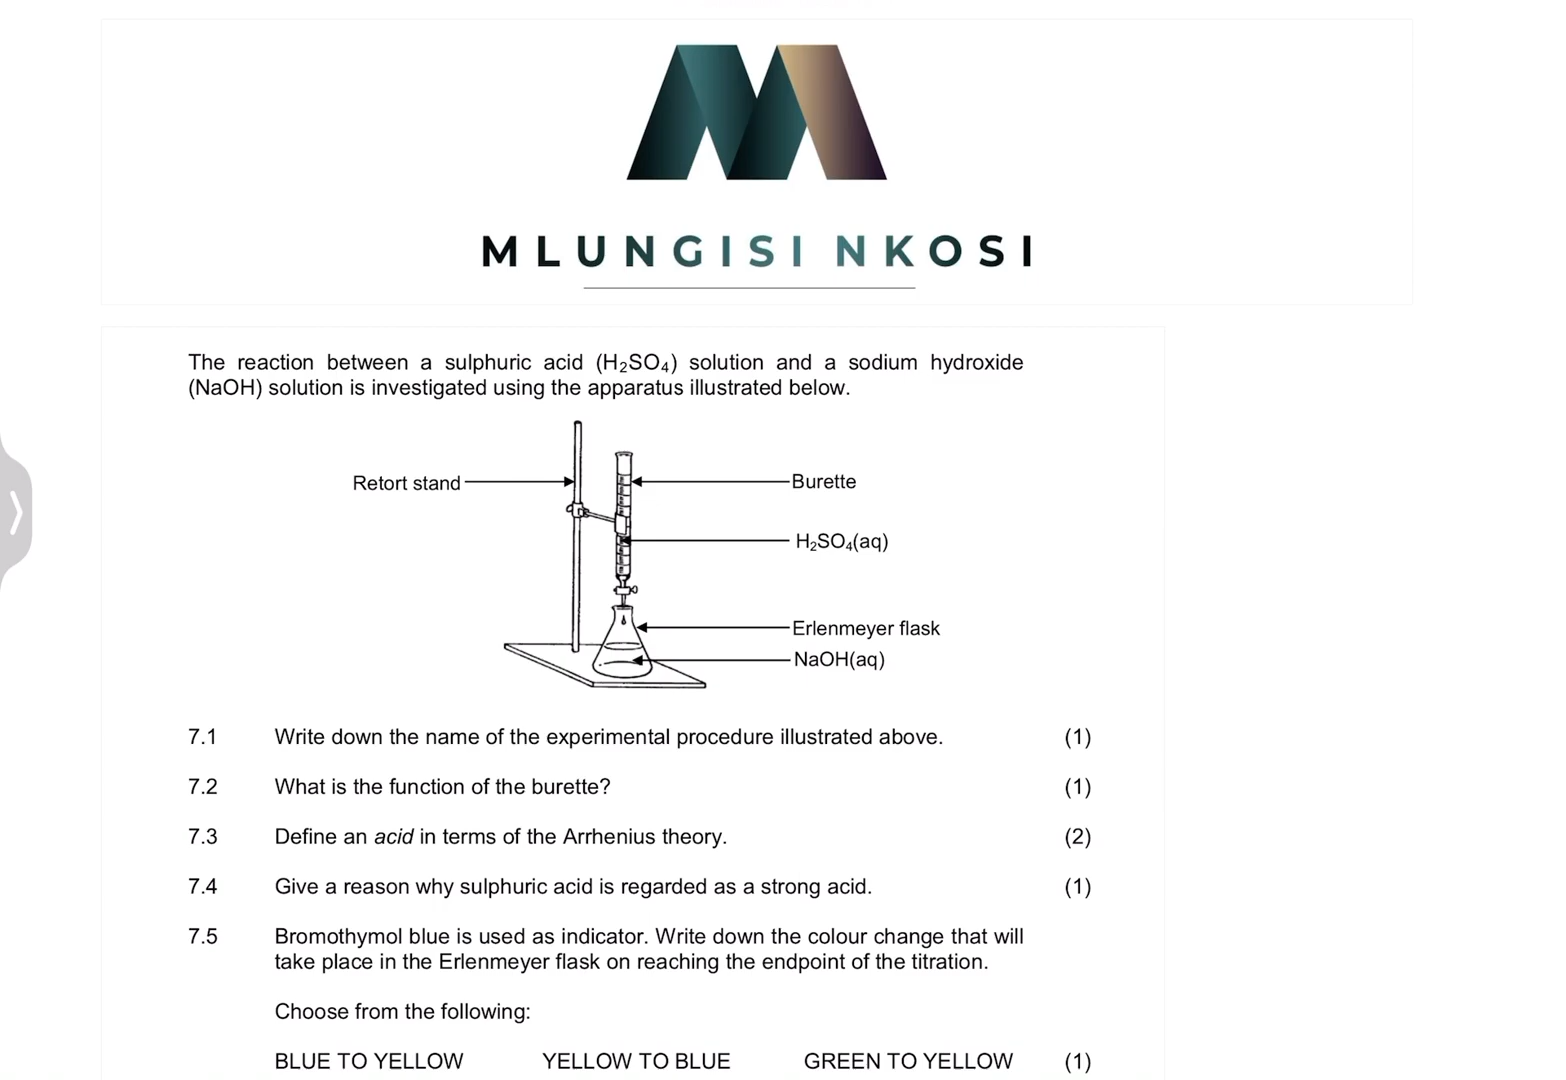 MLUNGISI NKOSI
The reaction between a sulphuric acid (H₂SO₄) solution and a sodium hydroxide
(NaOH) solution is investigated using the apparatus illustrated below.
Retort stand
Burette
H₂SO₄(aq)
Erlenmeyer flask
NaOH(aq)
7.1 Write down the name of the experimental procedure illustrated above. (1)
7.2 What is the function of the burette? (1)
7.3 Define an acid in terms of the Arrhenius theory. (2)
7.4 Give a reason why sulphuric acid is regarded as a strong acid. (1)
7.5 Bromothymol blue is used as indicator. Write down the colour change that will
take place in the Erlenmeyer flask on reaching the endpoint of the titration.
Choose from the following:
BLUE TO YELLOW YELLOW TO BLUE GREEN TO YELLOW (1)